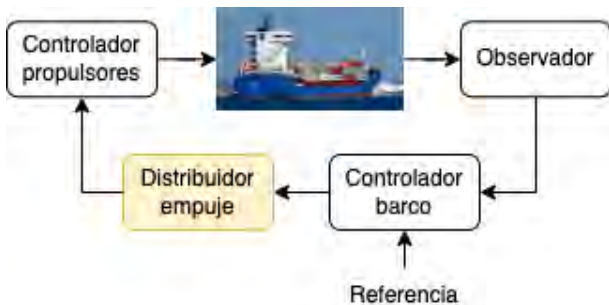 Controlador
propulsores
Observador
Distribuidor
empuje
Controlador
barco
Referencia